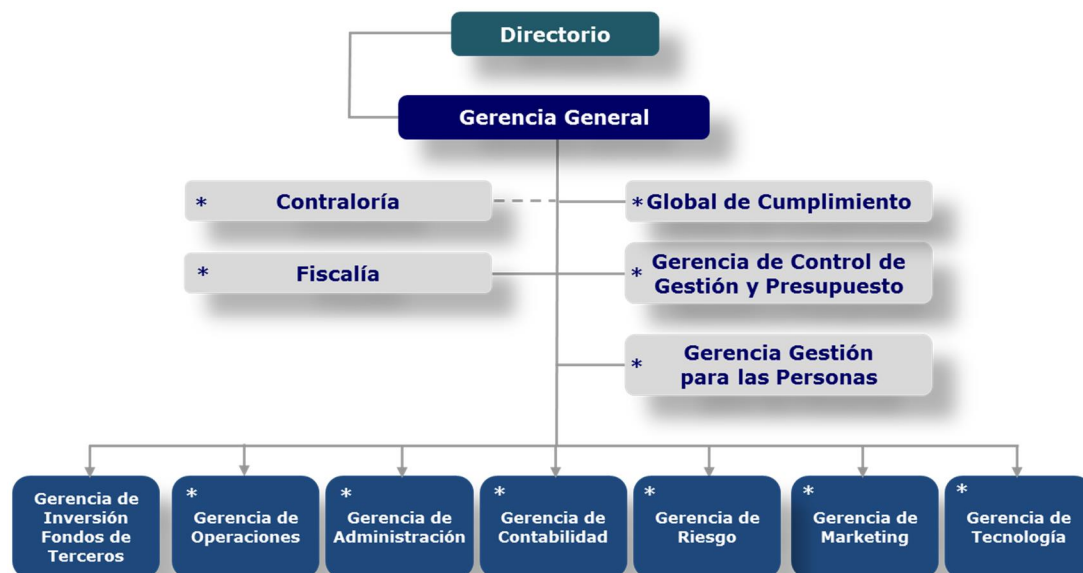 Directorio
Gerencia General
* Contraloría
* Global de Cumplimiento
* Fiscalía
* Gerencia de Control de
Gestión y Presupuesto
* Gerencia Gestión
para las Personas
Gerencia de
Inversión
Fondos de
Terceros
*
Gerencia de
Operaciones
*
Gerencia de
Administración
*
Gerencia de
Contabilidad
*
Gerencia de
Riesgo
*
Gerencia de
Marketing
*
Gerencia de
Tecnología